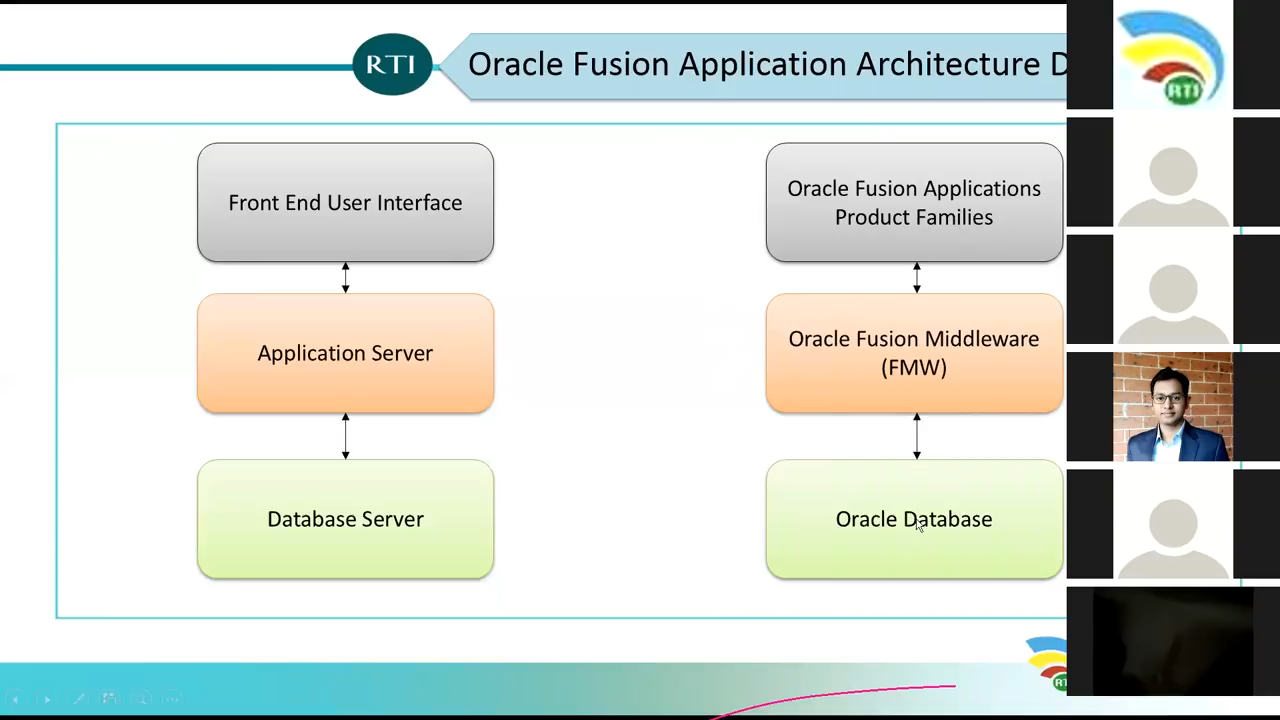 RTI
Oracle Fusion Application Architecture D
RTI
Front End User Interface
Oracle Fusion Applications
Product Families
Application Server
Oracle Fusion Middleware
(FMW)
Database Server
Oracle Database